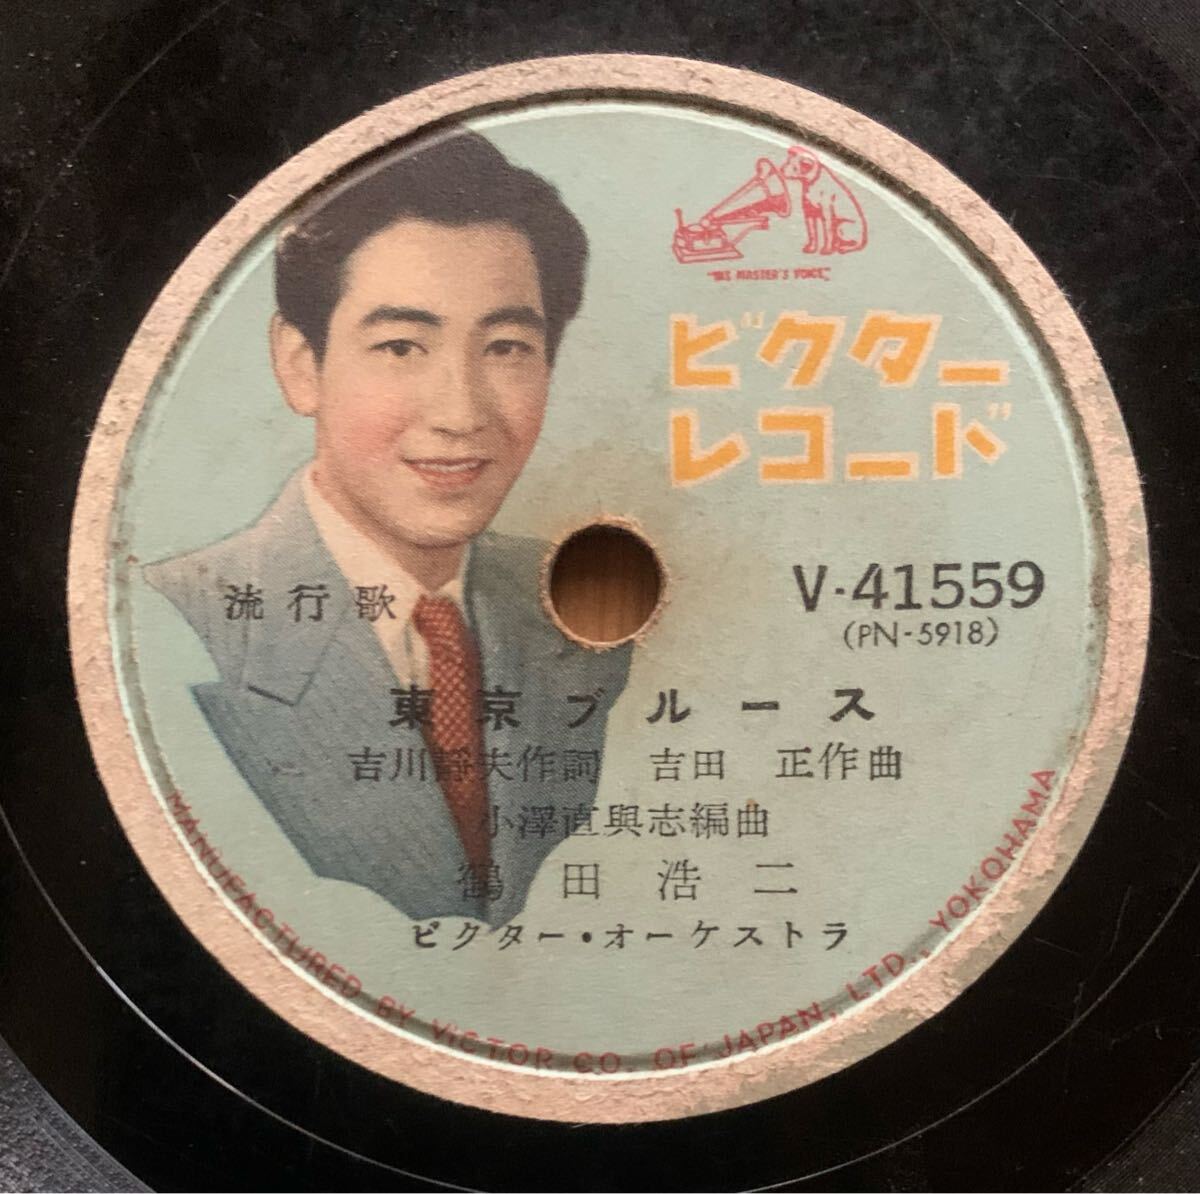 "HIS MASTER'S VOICE"
ビクター
レコード
V-41559
(PN-5918)
流行歌
東京ブルース
吉川靜夫作詞 吉田 正作曲
小澤直與志編曲
鶴田浩二
ビクター・オーケストラ
MANUFACTURED BY VICTOR CO. OF JAPAN, LTD., YOKOHAMA